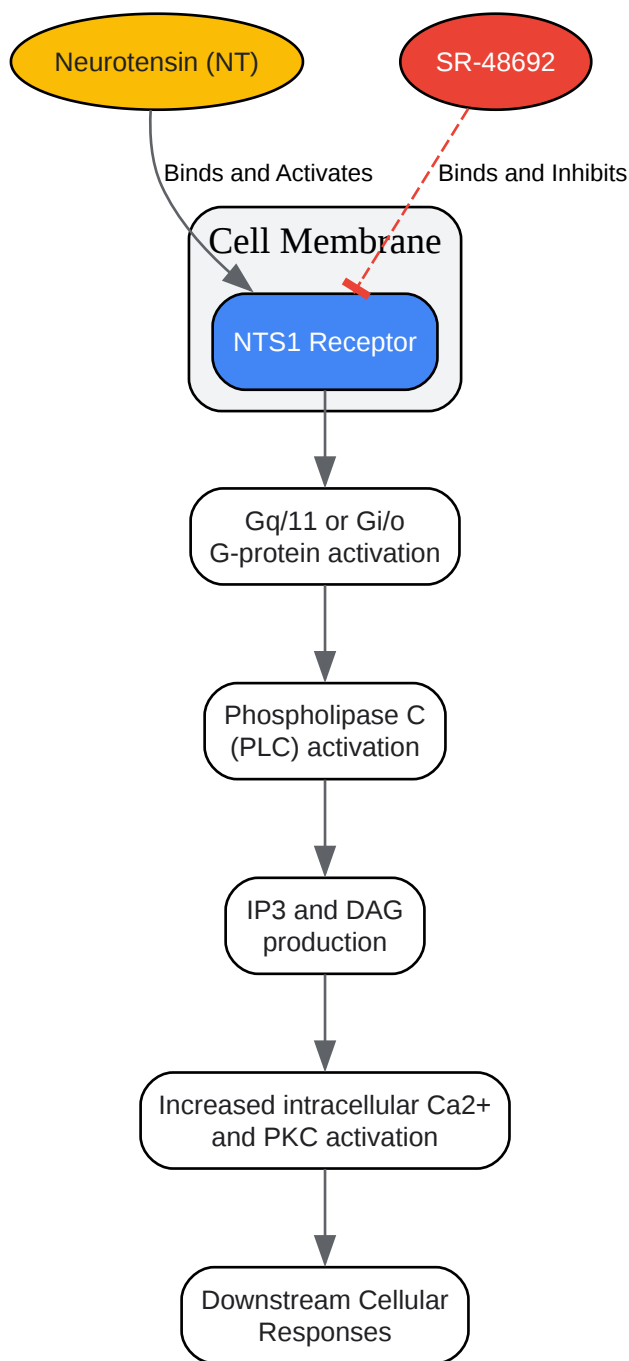 Neurotensin (NT)
SR-48692
Binds and Activates
Binds and Inhibits
Cell Membrane
NTS1 Receptor
Gq/11 or Gi/o
G-protein activation
Phospholipase C
(PLC) activation
IP3 and DAG
production
Increased intracellular Ca2+
and PKC activation
Downstream Cellular
Responses